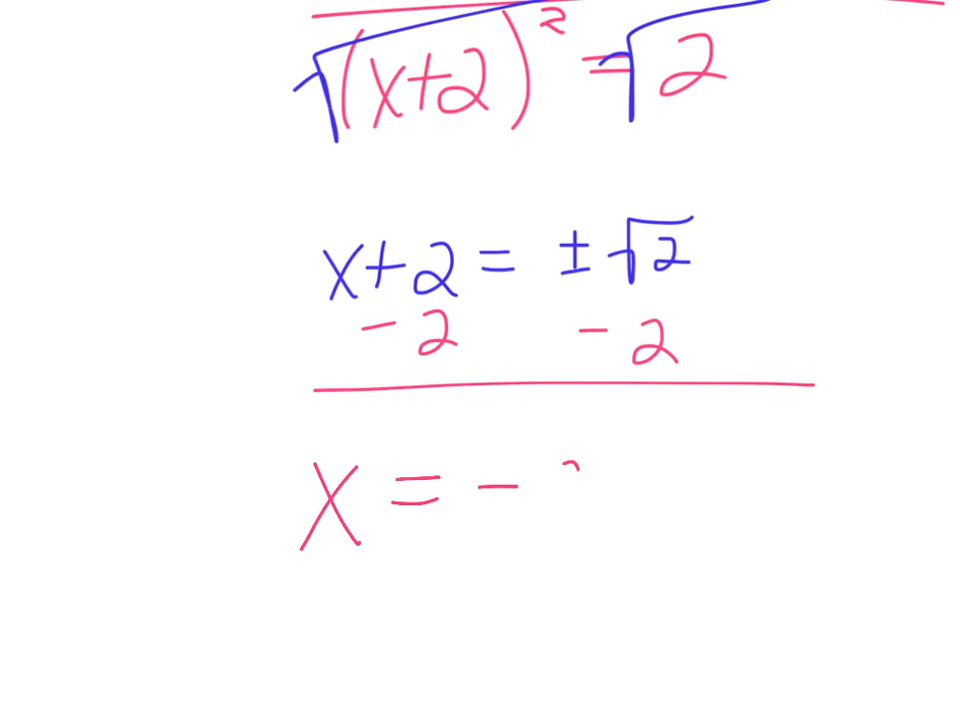 √(x+2)² = √2
x+2 = ±√2
-2 -2
x = -